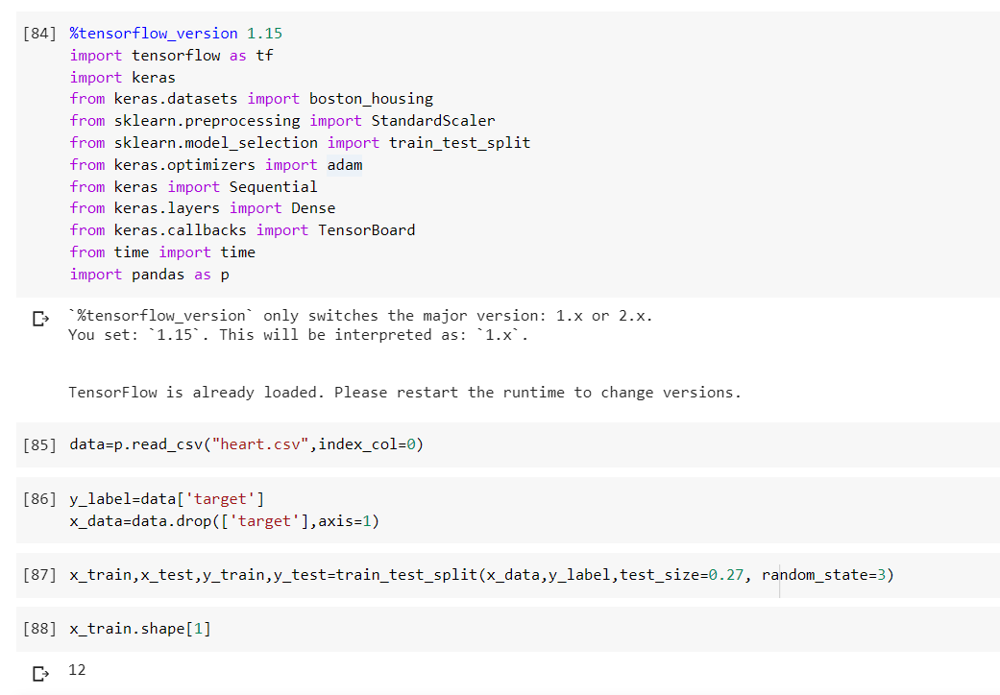 [84] %tensorflow_version 1.15
import tensorflow as tf
import keras
from keras.datasets import boston_housing
from sklearn.preprocessing import StandardScaler
from sklearn.model_selection import train_test_split
from keras.optimizers import adam
from keras import Sequential
from keras.layers import Dense
from keras.callbacks import TensorBoard
from time import time
import pandas as p
`%tensorflow_version` only switches the major version: 1.x or 2.x.
You set: `1.15`. This will be interpreted as: `1.x`.
TensorFlow is already loaded. Please restart the runtime to change versions.
[85] data=p.read_csv("heart.csv",index_col=0)
[86] y_label=data['target']
x_data=data.drop(['target'],axis=1)
[87] x_train,x_test,y_train,y_test=train_test_split(x_data,y_label,test_size=0.27, random_state=3)
[88] x_train.shape[1]
12